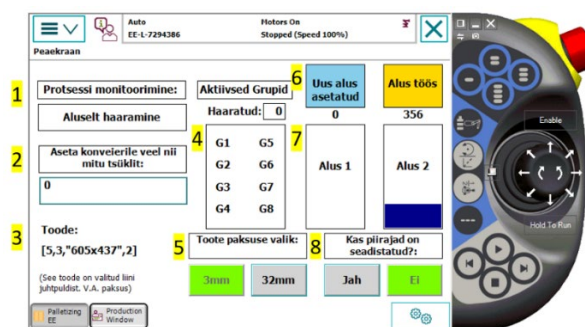 Auto
EE-L-7294386
Motors On
Stopped (Speed 100%)
Peaekraan
1
Protsessi monitoorimine:
Aluselt haaramine
2
Aseta konveierile veel nii
mitu tsüklit:
0
3
Toode:
[5,3,"605x437",2]
(See toode on valitud liini
juhtpuldist. V.A. paksus)
Aktiivsed Grupid
Haaratud: 0
4
G1 G5
G2 G6
G3 G7
G4 G8
5
Toote paksuse valik:
3mm 32mm
6
Uus alus
asetatud
0
Alus töös
356
7
Alus 1
Alus 2
8
Kas piirajad on
seadistatud?:
Jah Ei
Palletizing
EE
Production
Window
Enable
Hold To Run